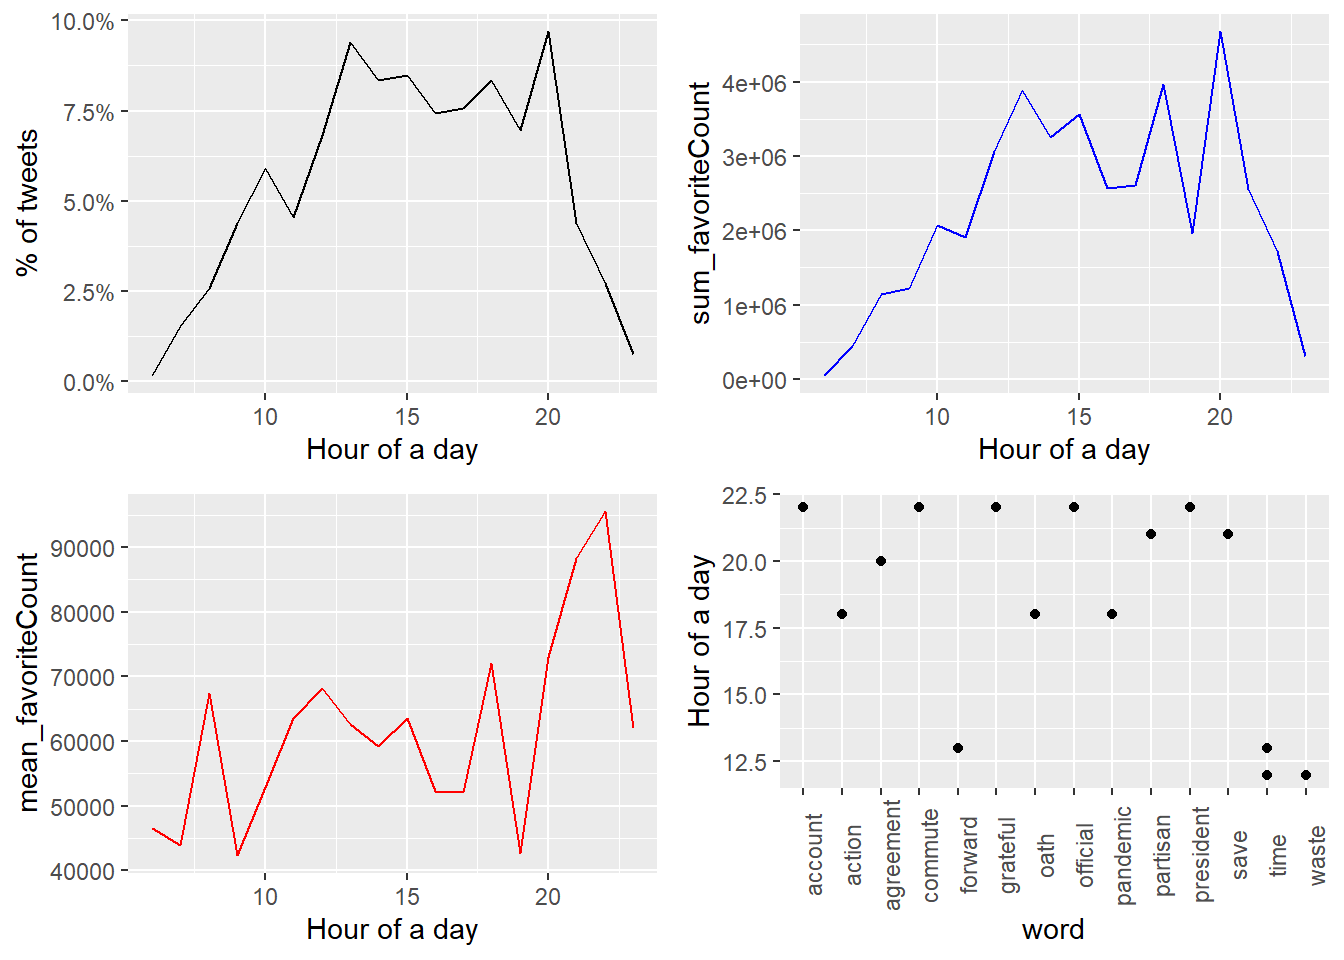 % of tweets
10.0%
7.5%
5.0%
2.5%
0.0%
10 15 20
Hour of a day
sum_favoriteCount
4e+06
3e+06
2e+06
1e+06
0e+00
10 15 20
Hour of a day
mean_favoriteCount
90000
80000
70000
60000
50000
40000
10 15 20
Hour of a day
Hour of a day
22.5
20.0
17.5
15.0
12.5
account
action
agreement
commute
forward
grateful
oath
official
pandemic
partisan
president
save
time
waste
word